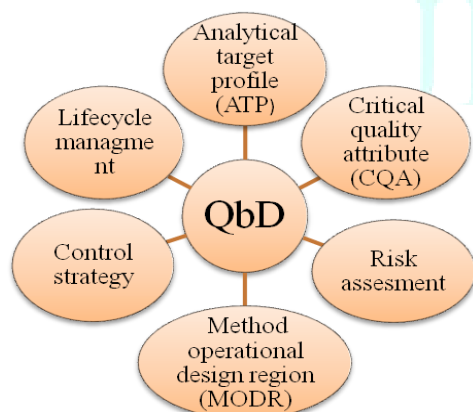 Analytical
target
profile
(ATP)
Critical
quality
attribute
(CQA)
Risk
assesment
Method
operational
design region
(MODR)
Control
strategy
Lifecycle
managme
nt
QbD